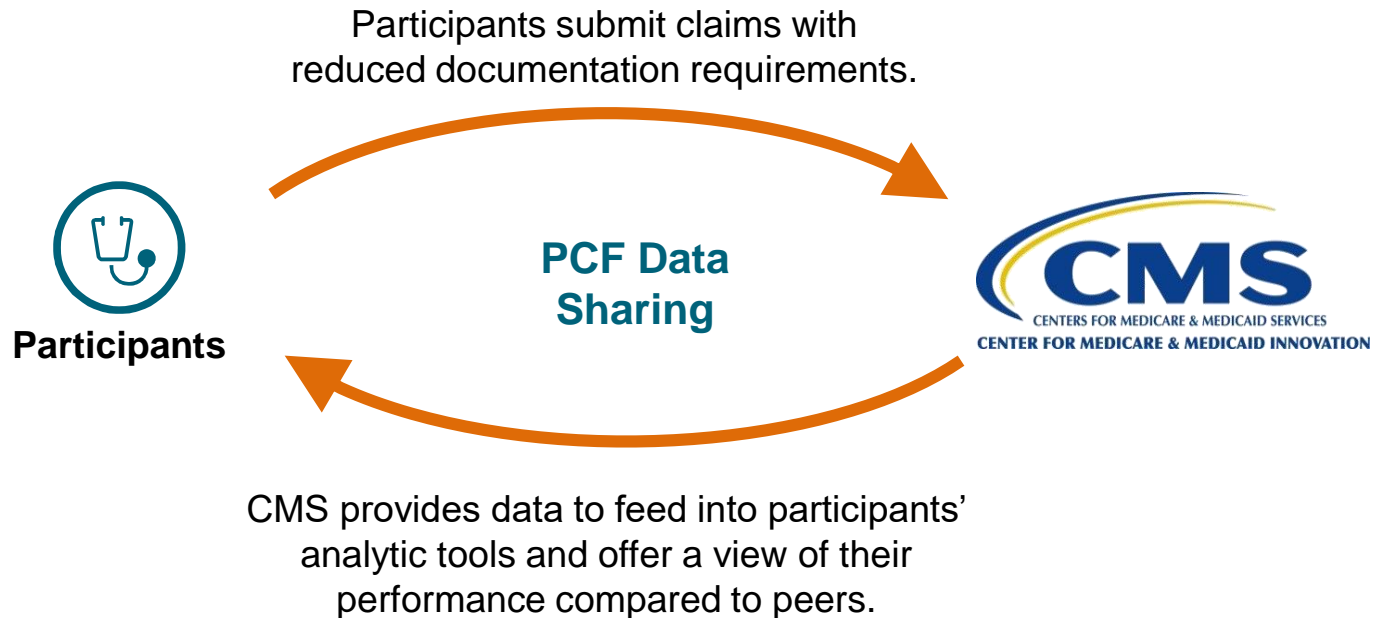 Participants submit claims with
reduced documentation requirements.
PCF Data
Sharing
Participants
CMS
CENTERS FOR MEDICARE & MEDICAID SERVICES
CENTER FOR MEDICARE & MEDICAID INNOVATION
CMS provides data to feed into participants’
analytic tools and offer a view of their
performance compared to peers.